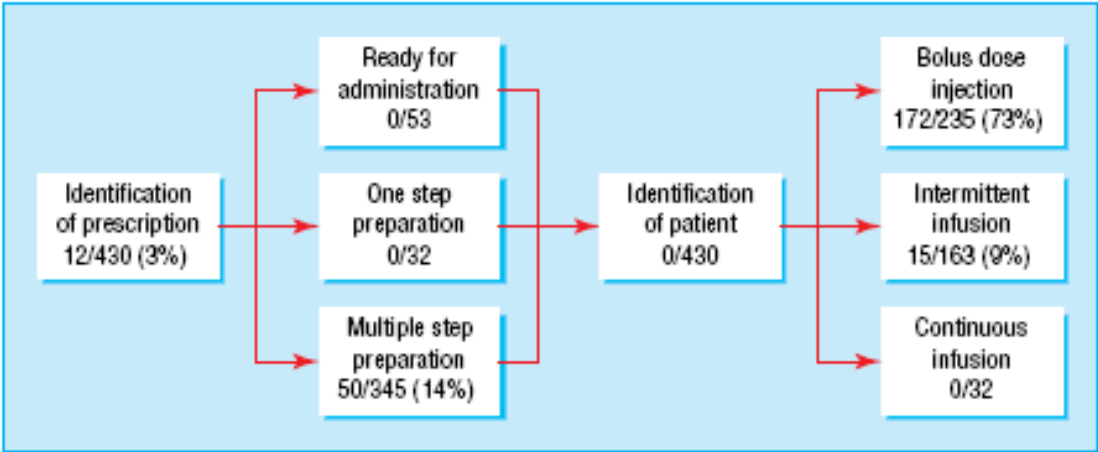 Identification
of prescription
12/430 (3%)
Ready for
administration
0/53
One step
preparation
0/32
Multiple step
preparation
50/345 (14%)
Identification
of patient
0/430
Bolus dose
injection
172/235 (73%)
Intermittent
infusion
15/163 (9%)
Continuous
infusion
0/32